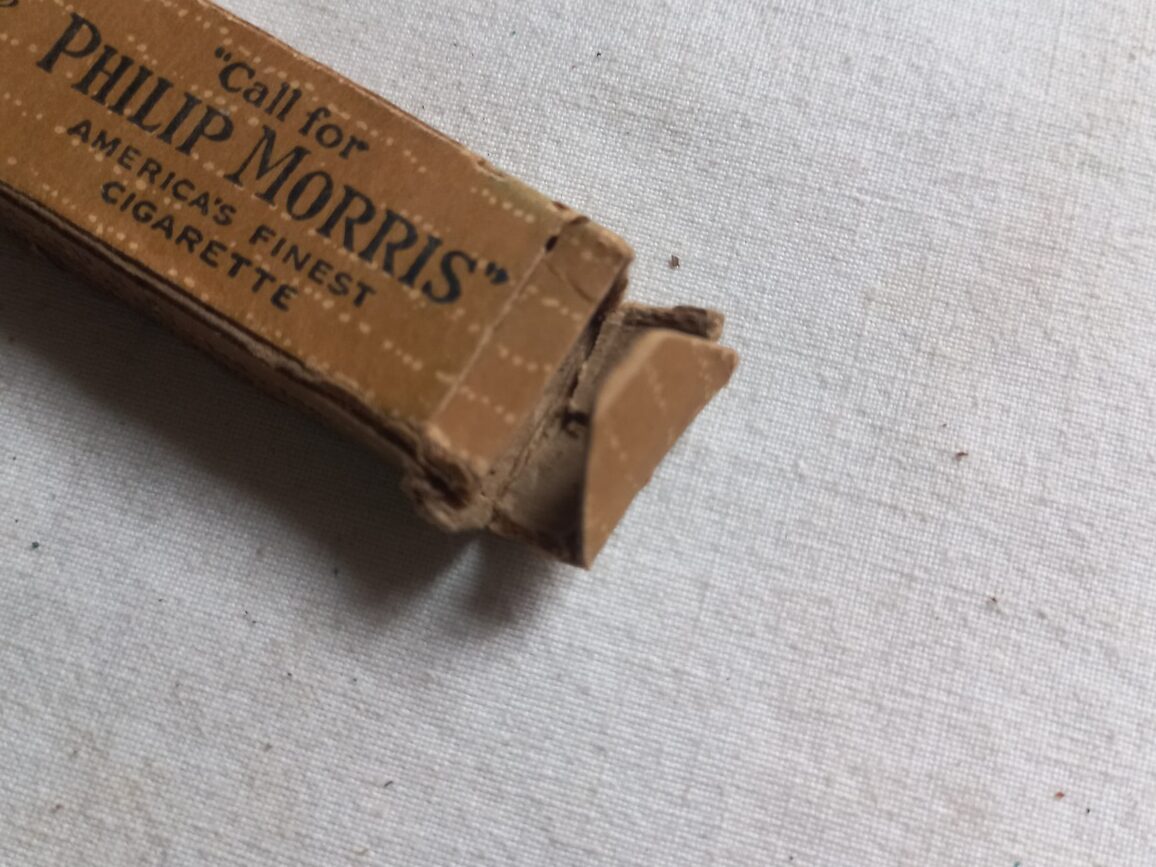 "Call for
PHILIP MORRIS"
AMERICA'S FINEST
CIGARETTE